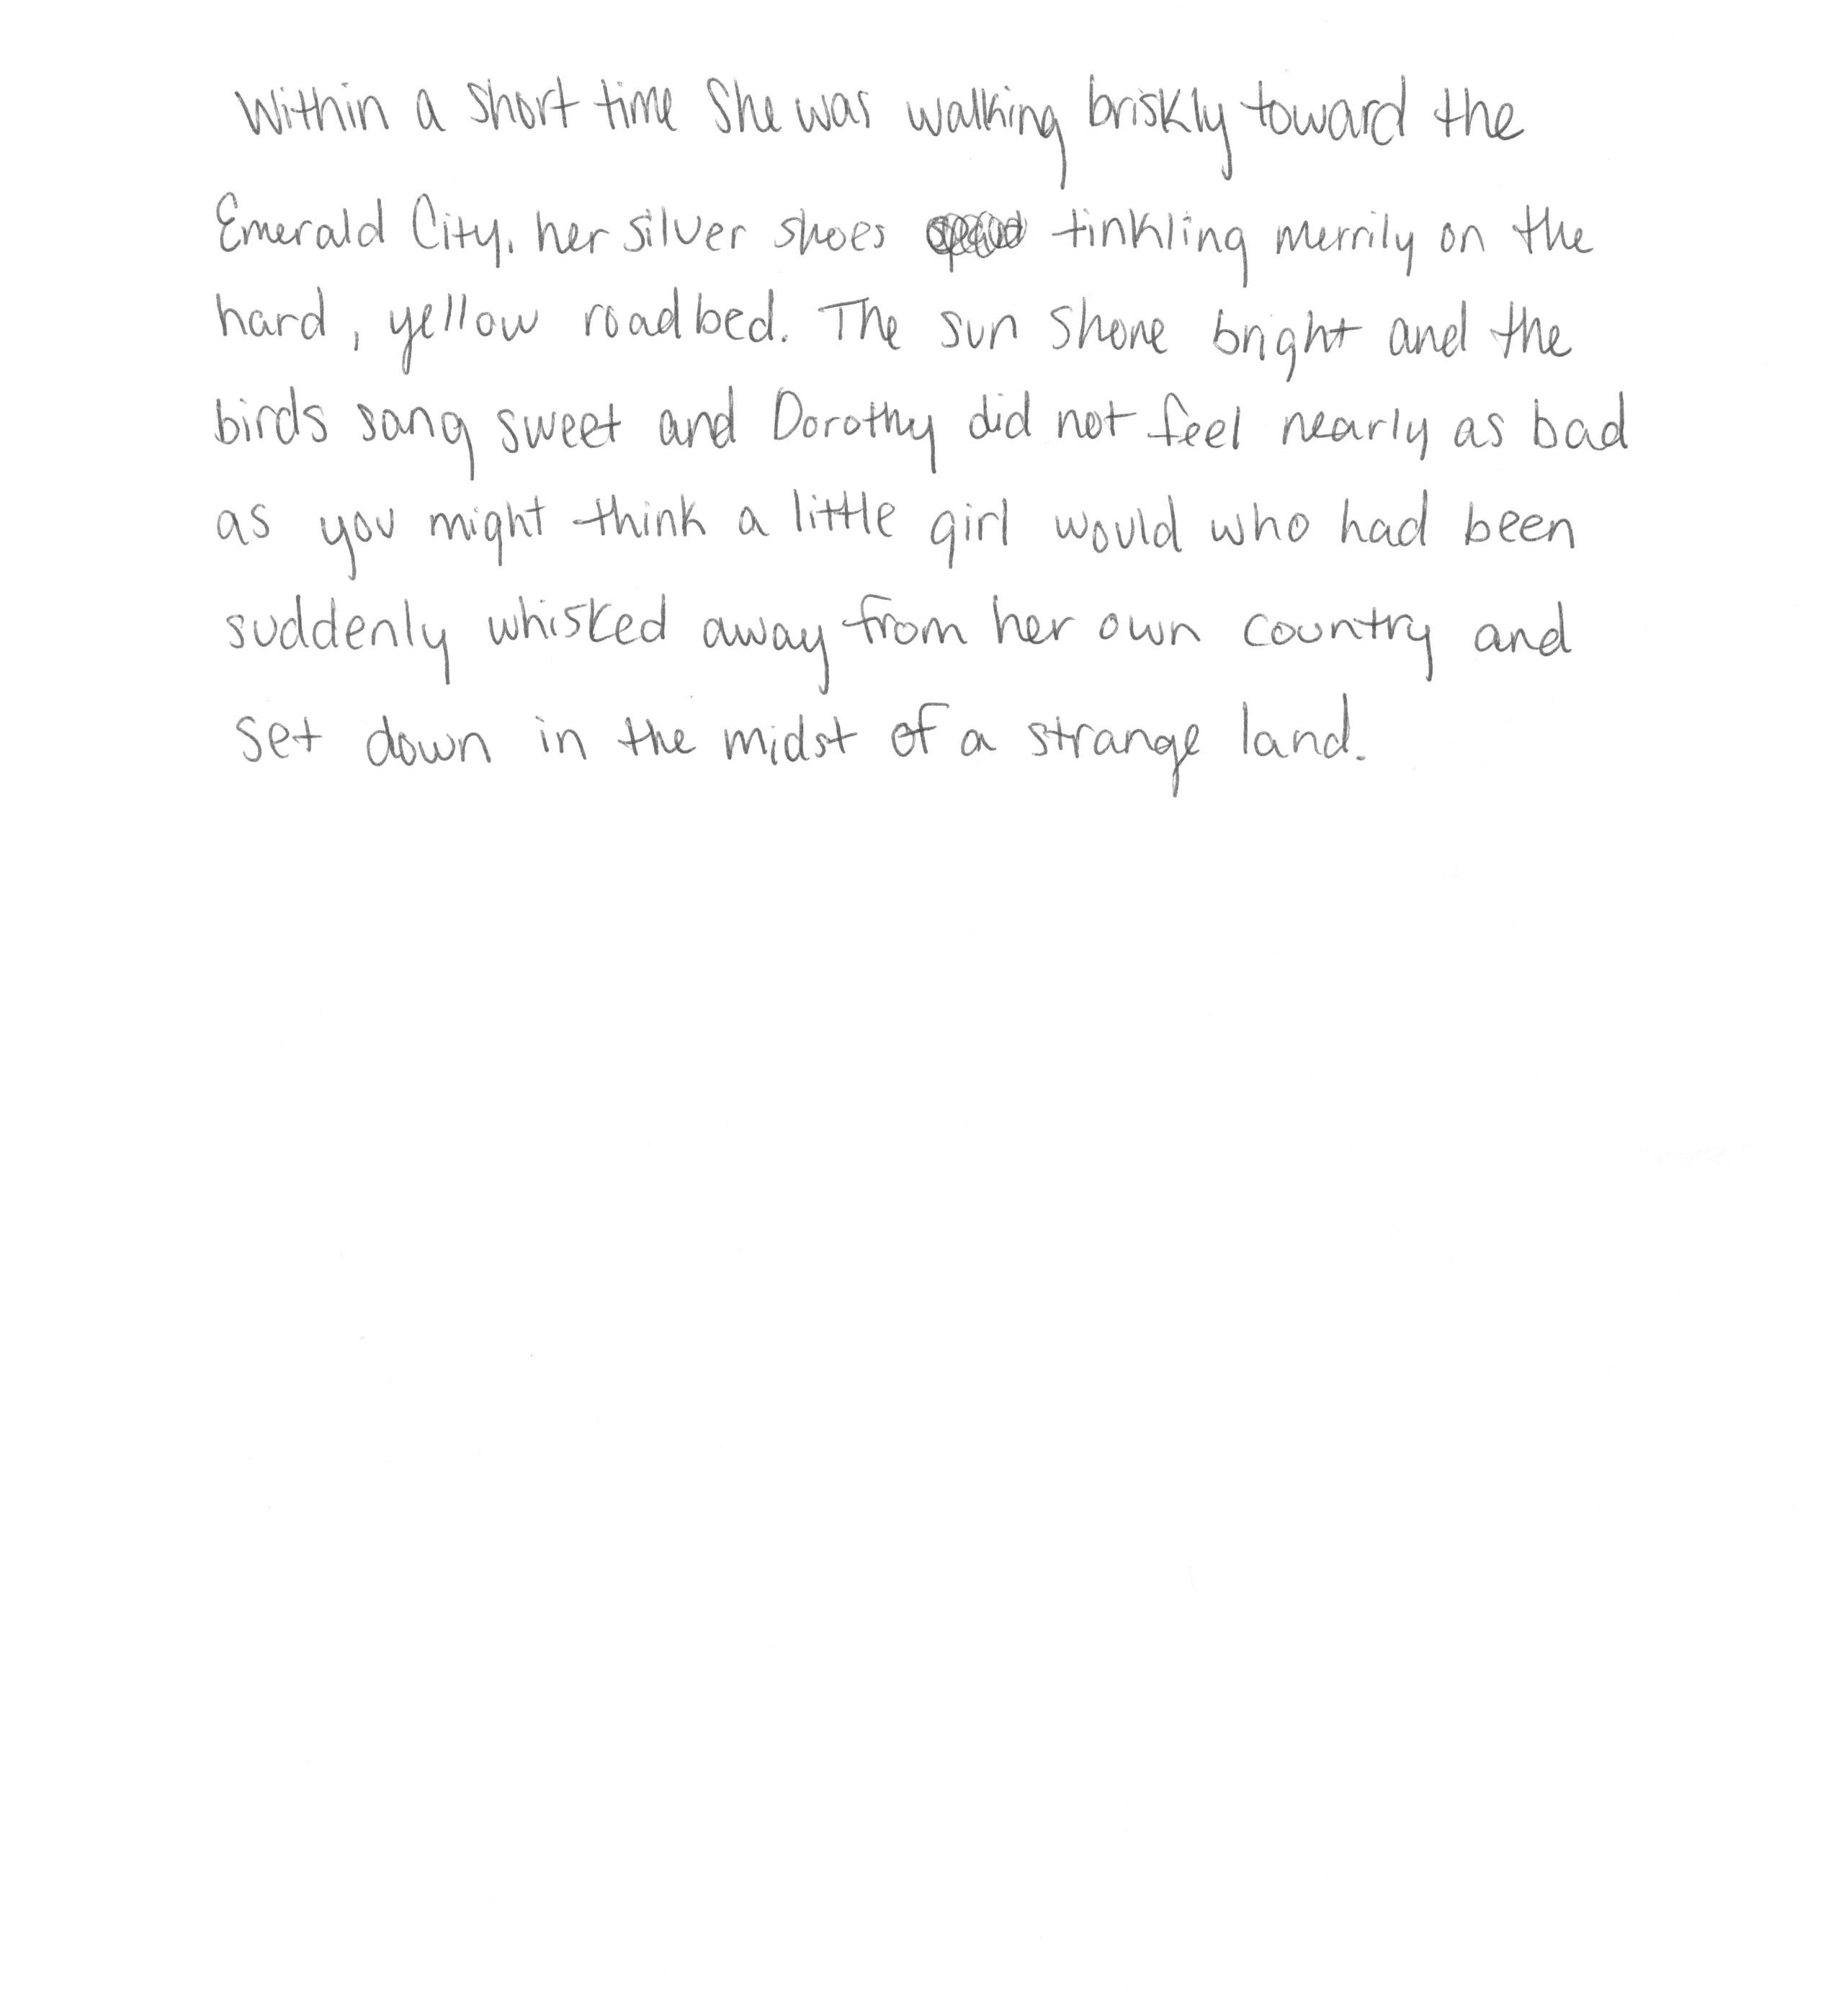 Within a short time she was walking briskly toward the
Emerald City, her silver shoes tinkling merrily on the
hard, yellow roadbed. The sun shone bright and the
birds sang sweet and Dorothy did not feel nearly as bad
as you might think a little girl would who had been
suddenly whisked away from her own country and
set down in the midst of a strange land.